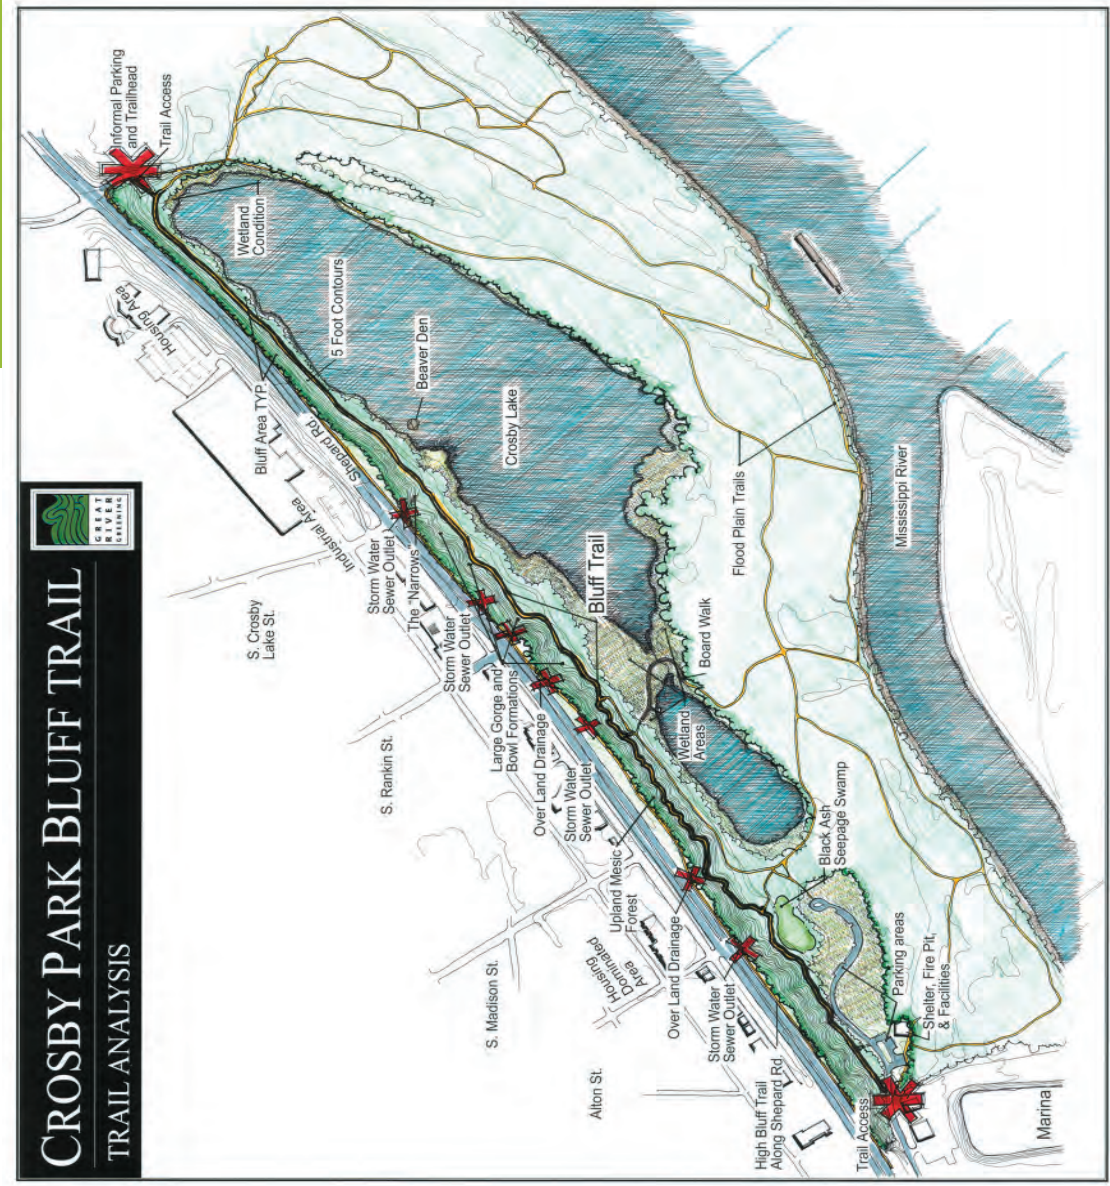 CROSBY PARK BLUFF TRAIL
TRAIL ANALYSIS
GREAT
RIVER
GREENING
Informal Parking
and Trailhead
Trail Access
Wetland
Condition
Housing Area
5 Foot Contours
Beaver Den
Bluff Area TYP.
Shepard Rd
Crosby Lake
Industrial Area
S. Crosby
Lake St.
Storm Water
Sewer Outlet
The "Narrows
Storm Water
Sewer Outlet
Bluff Trail
Flood Plain Trails
Mississippi River
Large Gorge and
Bowl Formations
Board Walk
S. Rankin St.
Over Land Drainage
Wetland
Areas
Storm Water
Sewer Outlet
Upland Mesic
Forest
Black Ash
Seepage Swamp
Over Land Drainage
Housing
Dominated
Area
S. Madison St.
Parking areas
Storm Water
Sewer Outlet
Shelter, Fire Pit,
& Facilities
Alton St.
High Bluff Trail
Along Shepard Rd.
Trail Access
Marina